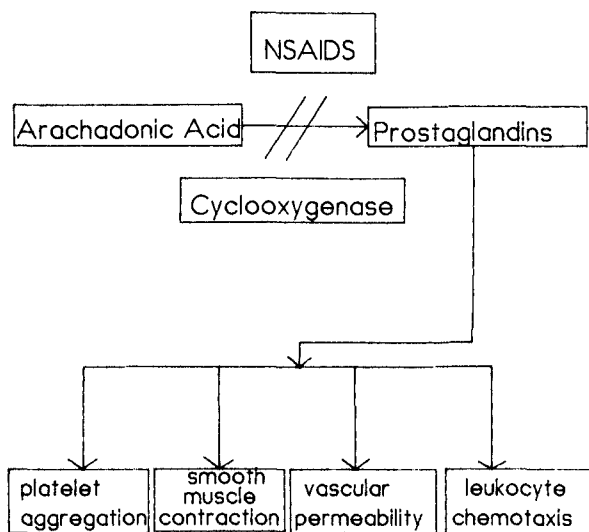 NSAIDS
Arachadonic Acid
Prostaglandins
Cyclooxygenase
platelet
aggregation
smooth
muscle
contraction
vascular
permeability
leukocyte
chemotaxis